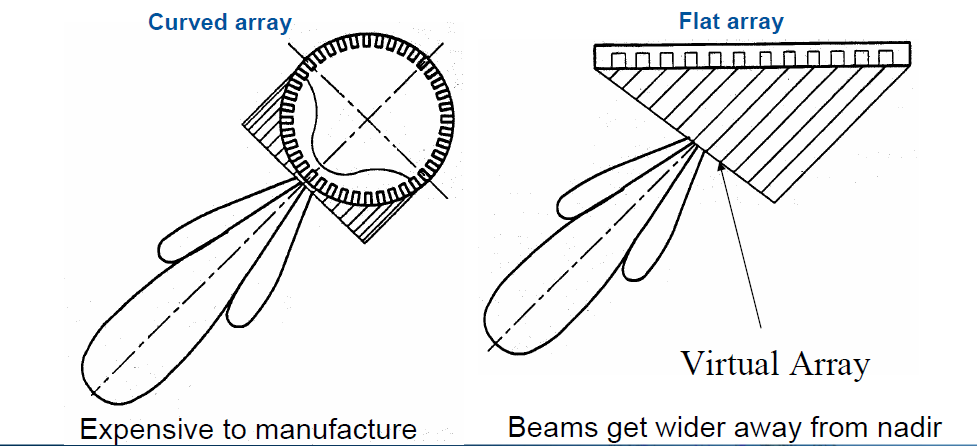 Curved array
Flat array
Virtual Array
Expensive to manufacture
Beams get wider away from nadir